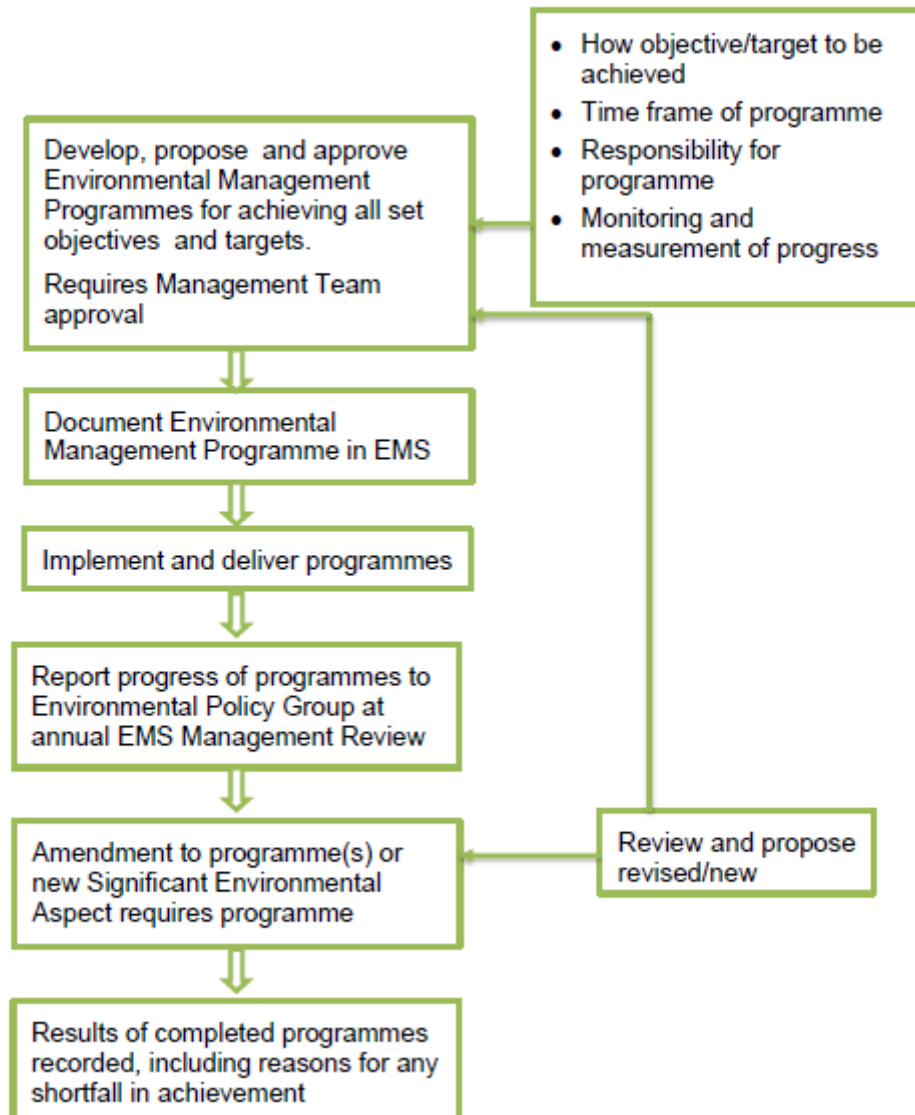 • How objective/target to be
achieved
• Time frame of programme
• Responsibility for
programme
• Monitoring and
measurement of progress
Develop, propose and approve
Environmental Management
Programmes for achieving all set
objectives and targets.
Requires Management Team
approval
Document Environmental
Management Programme in EMS
Implement and deliver programmes
Report progress of programmes to
Environmental Policy Group at
annual EMS Management Review
Amendment to programme(s) or
new Significant Environmental
Aspect requires programme
Review and propose
revised/new
Results of completed programmes
recorded, including reasons for any
shortfall in achievement